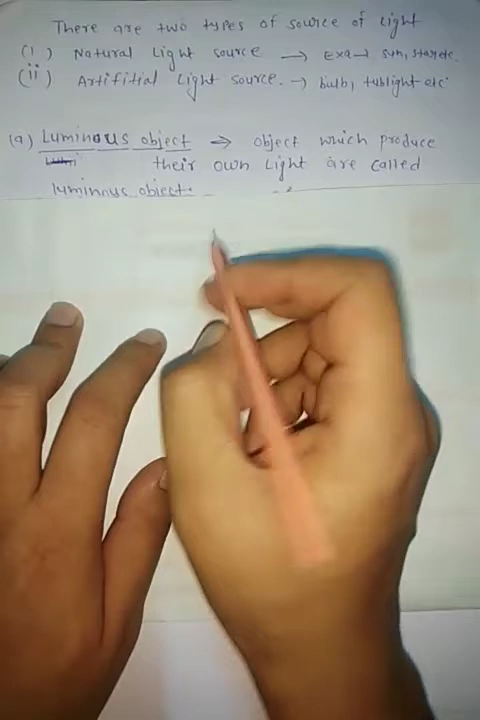 There are two types of source of light
(i) Natural light source → Exa→ sun, star etc.
(ii) Artifitial light source. → bulb, tublight etc.
(a) Luminous object → object which produce
their own light are called
luminous object.